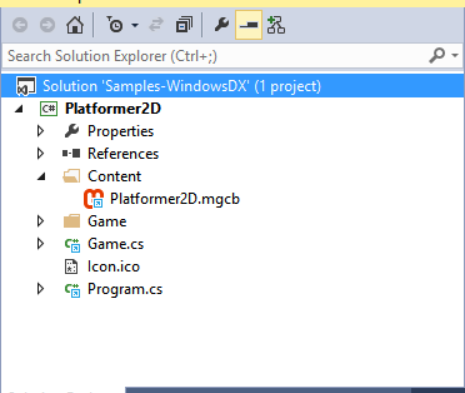 Search Solution Explorer (Ctrl+;)
Solution 'Samples-WindowsDX' (1 project)
C# Platformer2D
Properties
References
Content
Platformer2D.mgcb
Game
C# Game.cs
Icon.ico
C# Program.cs